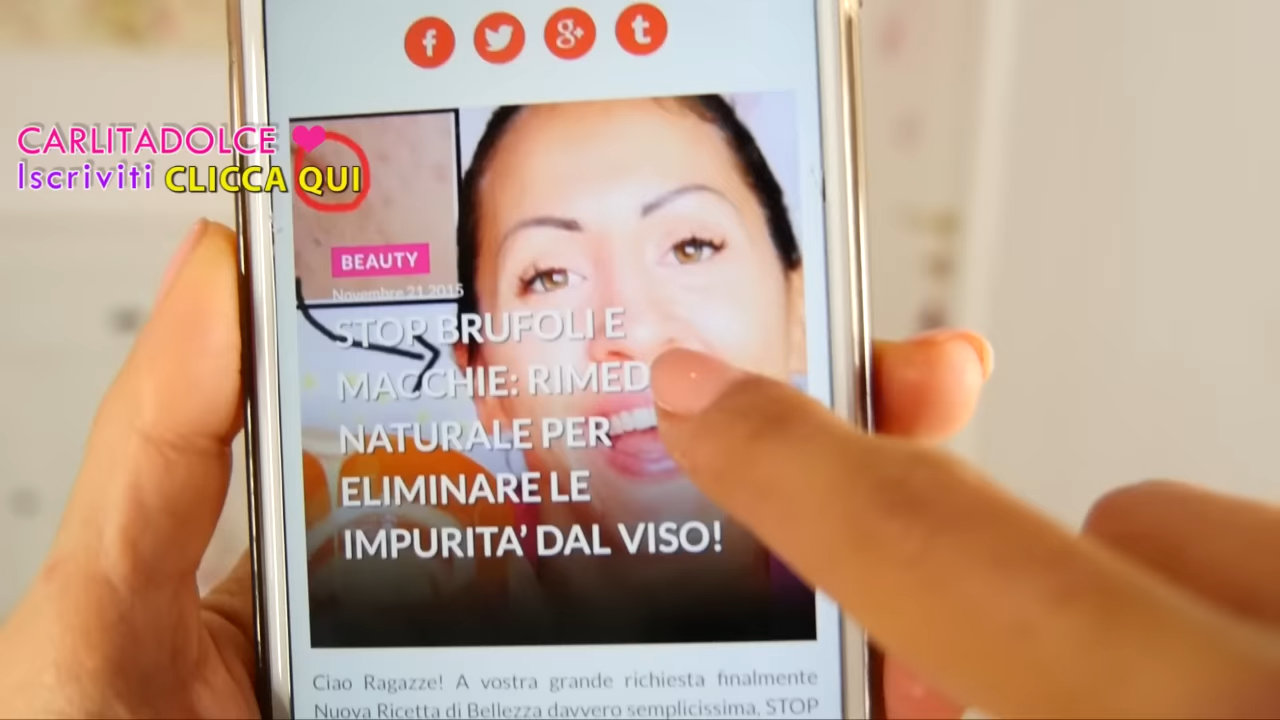 f
g+
t
CARLITADOLCE
Iscriviti CLICCA QUI
BEAUTY
Novembre 21 2015
STOP BRUFOLI E
MACCHIE: RIMED
NATURALE PER
ELIMINARE LE
IMPURITA' DAL VISO!
Ciao Ragazze! A vostra grande richiesta finalmente
Nuova Ricetta di Bellezza davvero semplicissima, STOP